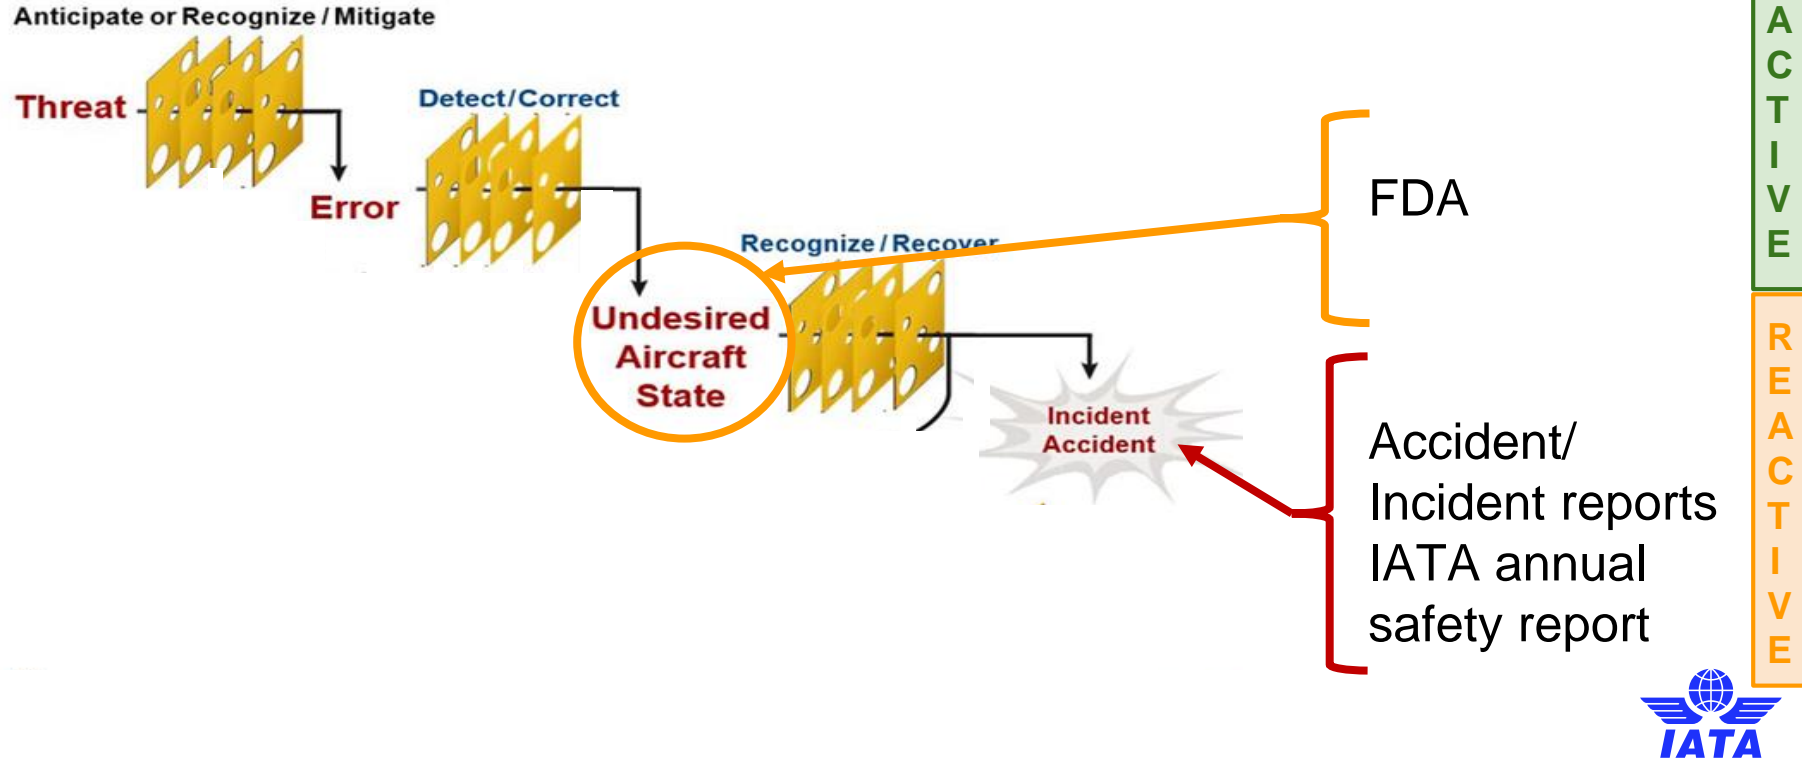 Anticipate or Recognize / Mitigate
Threat
Detect/Correct
Error
Recognize / Recover
Undesired
Aircraft
State
Incident
Accident
FDA
Accident/
Incident reports
IATA annual
safety report
A
C
T
I
V
E
R
E
A
C
T
I
V
E
IATA